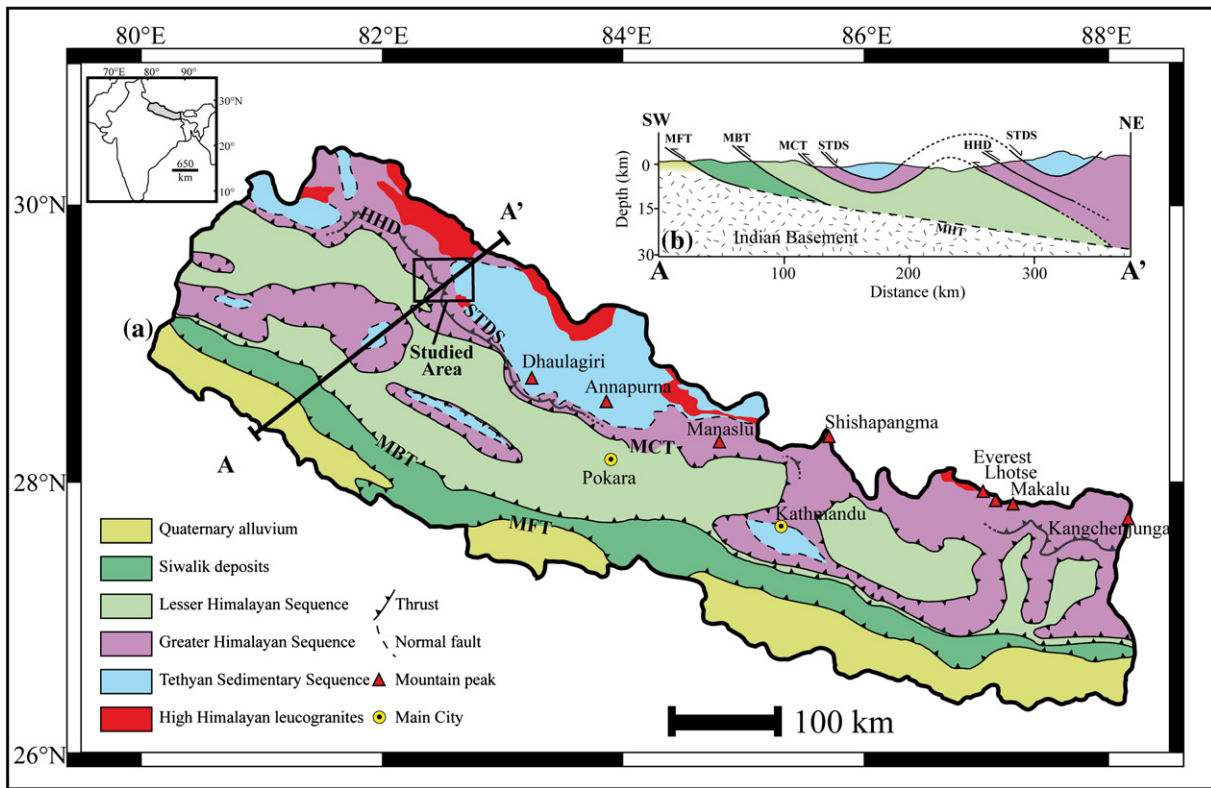 80°E
82°E
84°E
86°E
88°E
70°E
80°
90°
30°N
20°
10°
650
km
SW
NE
MFT
MBT
MCT
STDS
STDS
HHD
Depth (km)
0
15
30
(b)
Indian Basement
MHT
A
100
200
300
A'
Distance (km)
30°N
28°N
26°N
(a)
HHD
A'
STDS
Studied
Area
Dhaulagiri
Annapurna
Manaslu
Shishapangma
Everest
Lhotse
Makalu
Kangchenjunga
A
MBT
MCT
Pokara
Kathmandu
MFT
Quaternary alluvium
Siwalik deposits
Lesser Himalayan Sequence
Thrust
Greater Himalayan Sequence
Normal fault
Tethyan Sedimentary Sequence
Mountain peak
High Himalayan leucogranites
Main City
100 km